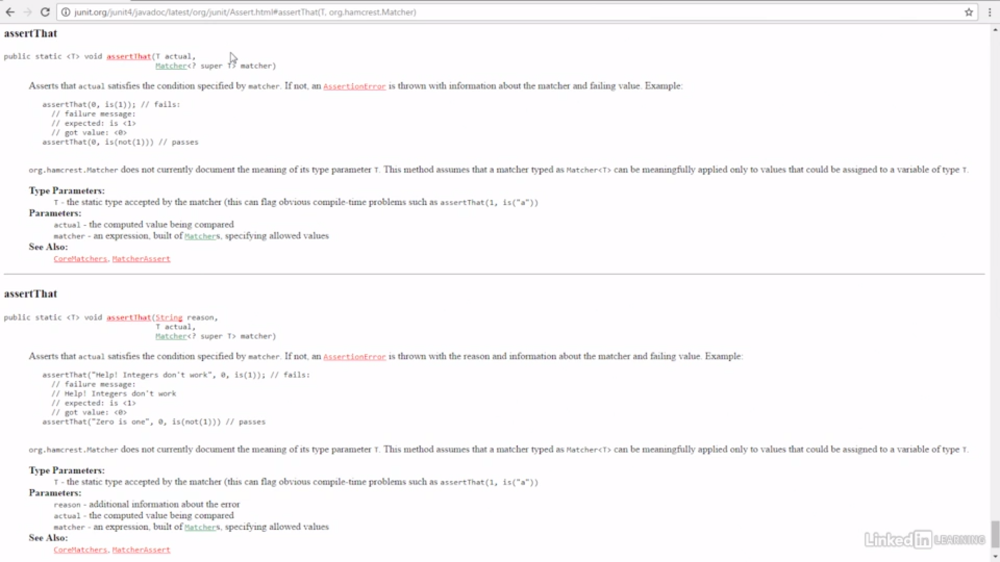 junit.org/junit4/javadoc/latest/org/junit/Assert.html#assertThat(T, org.hamcrest.Matcher)
assertThat
public static <T> void assertThat(T actual,
Matcher<? super T> matcher)
Asserts that actual satisfies the condition specified by matcher. If not, an AssertionError is thrown with information about the matcher and failing value. Example:
assertThat(0, is(1)); // fails:
// failure message:
// expected: is <1>
// got value: <0>
assertThat(0, is(not(1))) // passes
org.hamcrest.Matcher does not currently document the meaning of its type parameter T. This method assumes that a matcher typed as Matcher<T> can be meaningfully applied only to values that could be assigned to a variable of type T.
Type Parameters:
T - the static type accepted by the matcher (this can flag obvious compile-time problems such as assertThat(1, is("a"))
Parameters:
actual - the computed value being compared
matcher - an expression, built of Matchers, specifying allowed values
See Also:
CoreMatchers, MatcherAssert
assertThat
public static <T> void assertThat(String reason,
T actual,
Matcher<? super T> matcher)
Asserts that actual satisfies the condition specified by matcher. If not, an AssertionError is thrown with the reason and information about the matcher and failing value. Example:
assertThat("Help! Integers don't work", 0, is(1)); // fails:
// failure message:
// Help! Integers don't work
// expected: is <1>
// got value: <0>
assertThat("Zero is one", 0, is(not(1))) // passes
org.hamcrest.Matcher does not currently document the meaning of its type parameter T. This method assumes that a matcher typed as Matcher<T> can be meaningfully applied only to values that could be assigned to a variable of type T.
Type Parameters:
T - the static type accepted by the matcher (this can flag obvious compile-time problems such as assertThat(1, is("a"))
Parameters:
reason - additional information about the error
actual - the computed value being compared
matcher - an expression, built of Matchers, specifying allowed values
See Also:
CoreMatchers, MatcherAssert
LinkedIn LEARNING